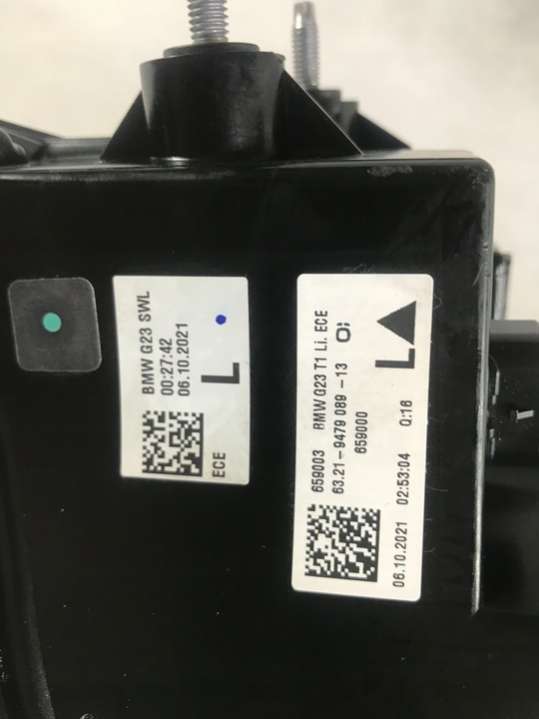 BMW G23 SWL
00:27:42
06.10.2021
L
ECE
659003 BMW G23 T1 Li. ECE
63.21-9479 089-13
659000
L
06.10.2021 02:53:04 Q:16